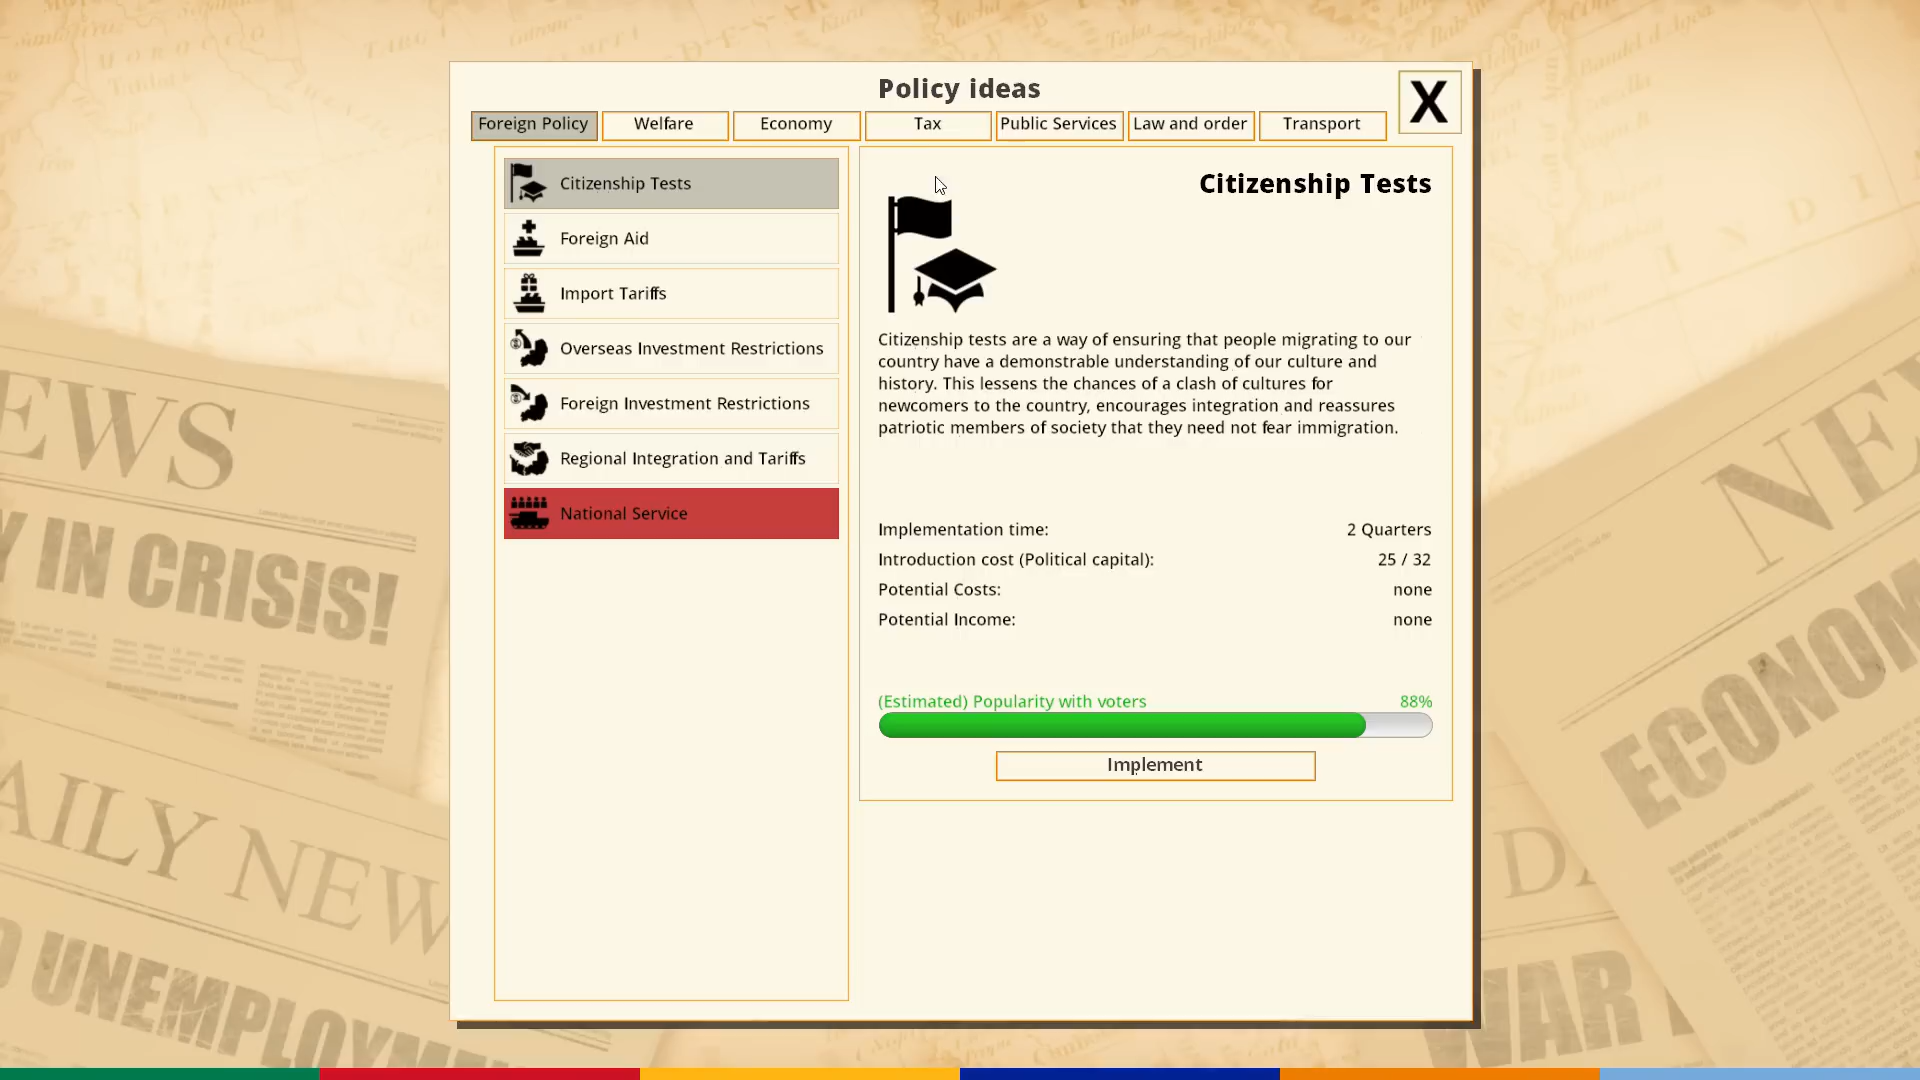 Policy ideas
X
Foreign Policy
Welfare
Economy
Tax
Public Services
Law and order
Transport
Citizenship Tests
Foreign Aid
Import Tariffs
Overseas Investment Restrictions
Foreign Investment Restrictions
Regional Integration and Tariffs
National Service
Citizenship Tests
Citizenship tests are a way of ensuring that people migrating to our
country have a demonstrable understanding of our culture and
history. This lessens the chances of a clash of cultures for
newcomers to the country, encourages integration and reassures
patriotic members of society that they need not fear immigration.
Implementation time: 2 Quarters
Introduction cost (Political capital): 25 / 32
Potential Costs: none
Potential Income: none
(Estimated) Popularity with voters 88%
Implement
EWS
Y IN CRISIS!
AILY NEW
UNEMPLOYM
NE
ECONOM
WAR